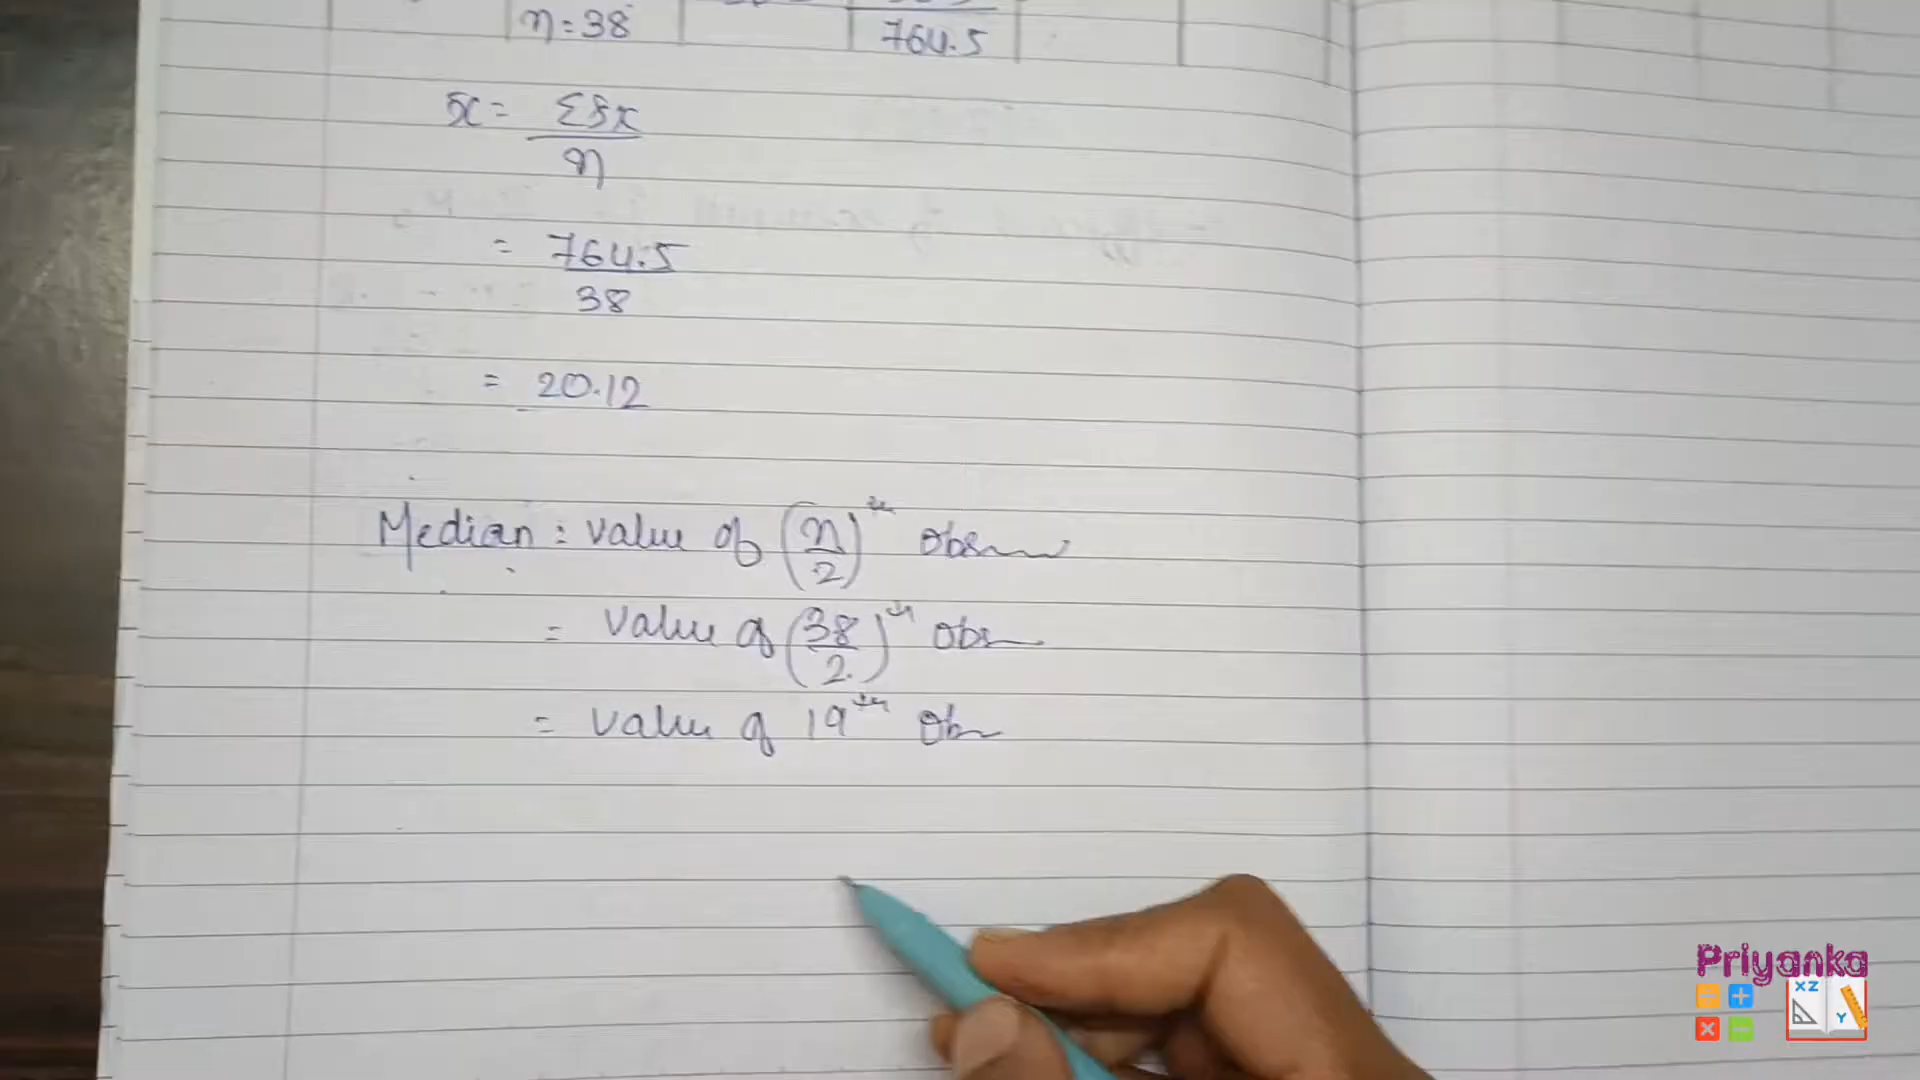 n = 38
764.5
x̄ = Σfx
n
= 764.5
38
= 20.12
Median = value of (n/2)th Obs
= value of (38/2)th Obs
= value of 19th Obs
Priyanka
XZ
Y